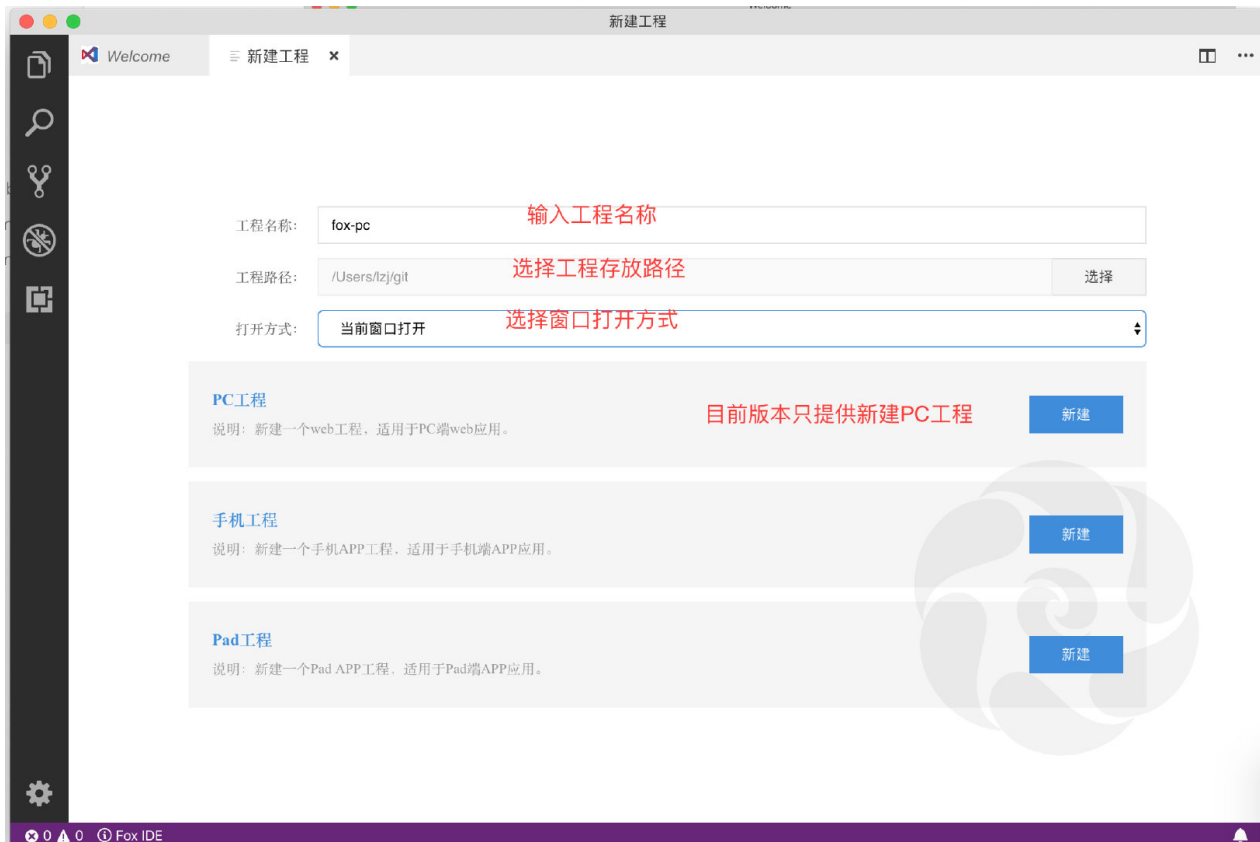 新建工程
Welcome
新建工程
工程名称:
fox-pc
输入工程名称
工程路径:
/Users/lzj/git
选择工程存放路径
选择
打开方式:
当前窗口打开
选择窗口打开方式
PC工程
说明：新建一个web工程，适用于PC端web应用。
目前版本只提供新建PC工程
新建
手机工程
说明：新建一个手机APP工程，适用于手机端APP应用。
新建
Pad工程
说明：新建一个Pad APP工程，适用于Pad端APP应用。
新建
0 0 Fox IDE